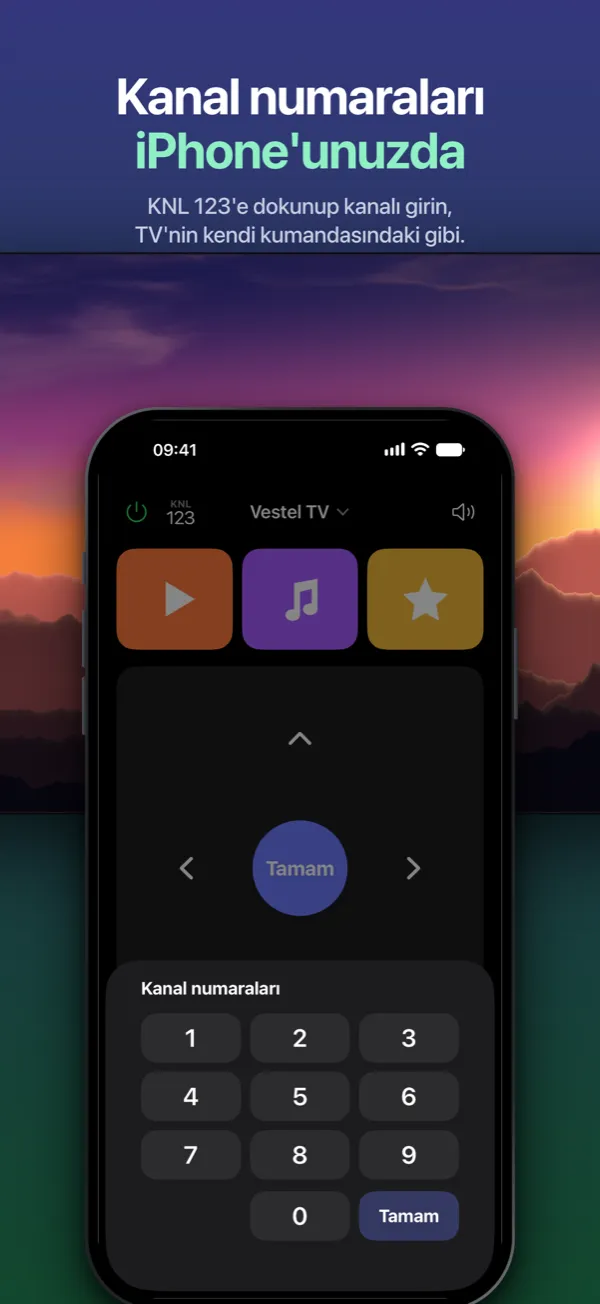 Kanal numaraları
iPhone'unuzda
KNL 123'e dokunup kanalı girin,
TV'nin kendi kumandasındaki gibi.
09:41
KNL
123
Vestel TV
Tamam
Kanal numaraları
1 2 3
4 5 6
7 8 9
0 Tamam